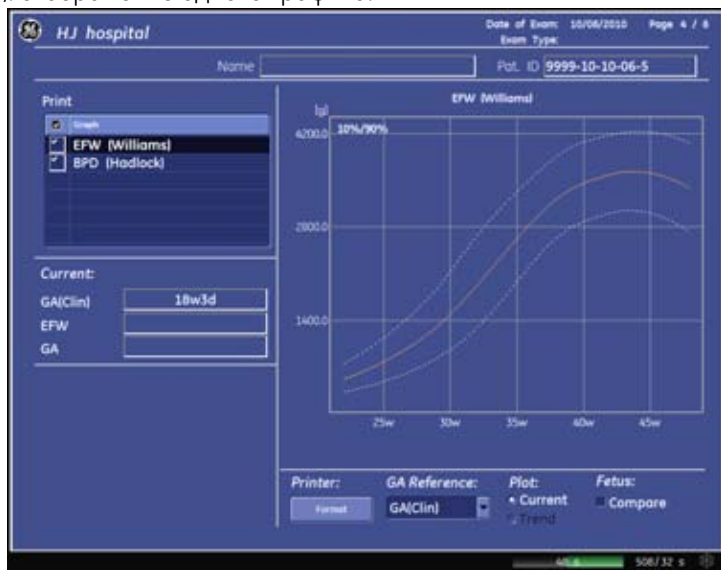 HJ hospital
Date of Exam: 10/06/2010 Page 4 / 8
Exam Type:
Name
Pat. ID 9999-10-10-06-5
Print
Graph
EFW (Williams)
BPD (Hadlock)
Current:
GA(Clin) 18w3d
EFW
GA
EFW (Williams)
[g]
10%/90%
4200.0
2800.0
1400.0
25w 30w 35w 40w 45w
Printer:
Format
GA Reference:
GA(Clin)
Plot:
Current
Trend
Fetus:
Compare
508/32 s